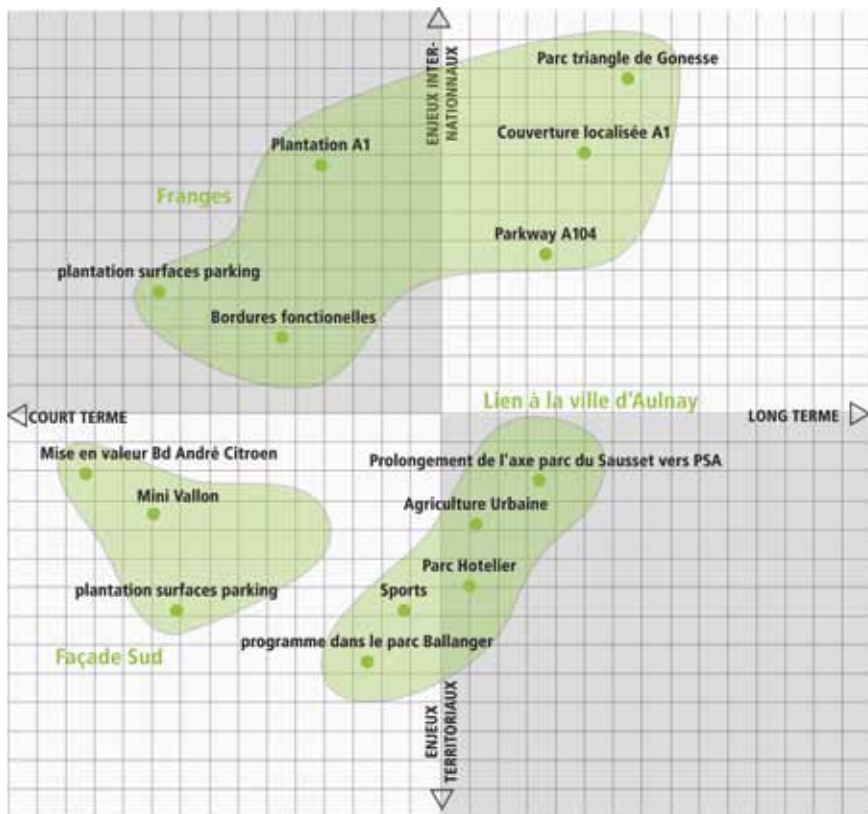 ENJEUX INTER-
NATIONNAUX
Parc triangle de Gonesse
Couverture localisée A1
Plantation A1
Franges
Parkway A104
plantation surfaces parking
Bordures fonctionelles
Lien à la ville d'Aulnay
COURT TERME
LONG TERME
Mise en valeur Bd André Citroen
Prolongement de l'axe parc du Sausset vers PSA
Mini Vallon
Agriculture Urbaine
Parc Hotelier
plantation surfaces parking
Sports
programme dans le parc Ballanger
Façade Sud
ENJEUX
TERRITORIAUX